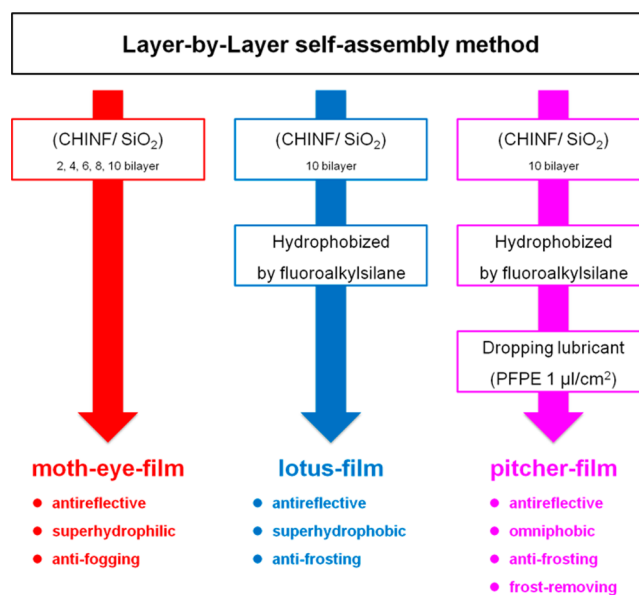 Layer-by-Layer self-assembly method
(CHINF/ SiO₂)
2, 4, 6, 8, 10 bilayer
moth-eye-film
● antireflective
● superhydrophilic
● anti-fogging
(CHINF/ SiO₂)
10 bilayer
Hydrophobized
by fluoroalkylsilane
lotus-film
● antireflective
● superhydrophobic
● anti-frosting
(CHINF/ SiO₂)
10 bilayer
Hydrophobized
by fluoroalkylsilane
Dropping lubricant
(PFPE 1 µl/cm²)
pitcher-film
● antireflective
● omniphobic
● anti-frosting
● frost-removing